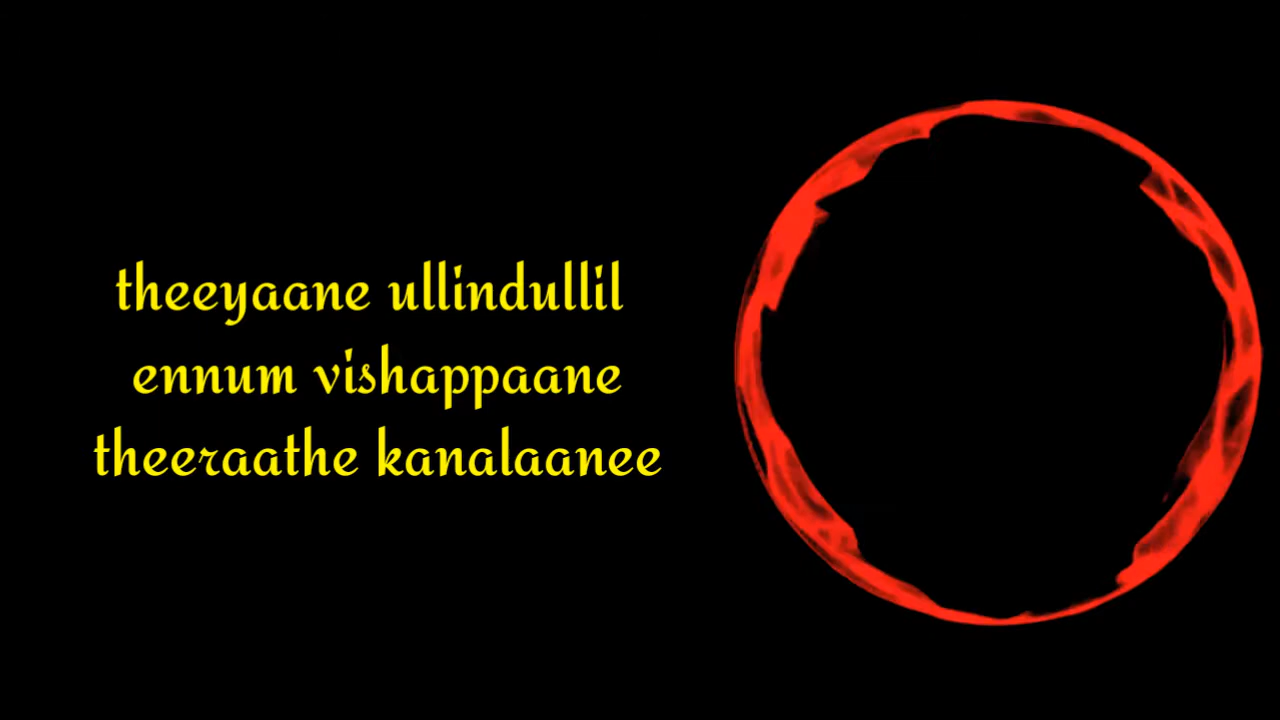 theeyaane ullindullil
ennum vishappaane
theeraathe kanalaanee